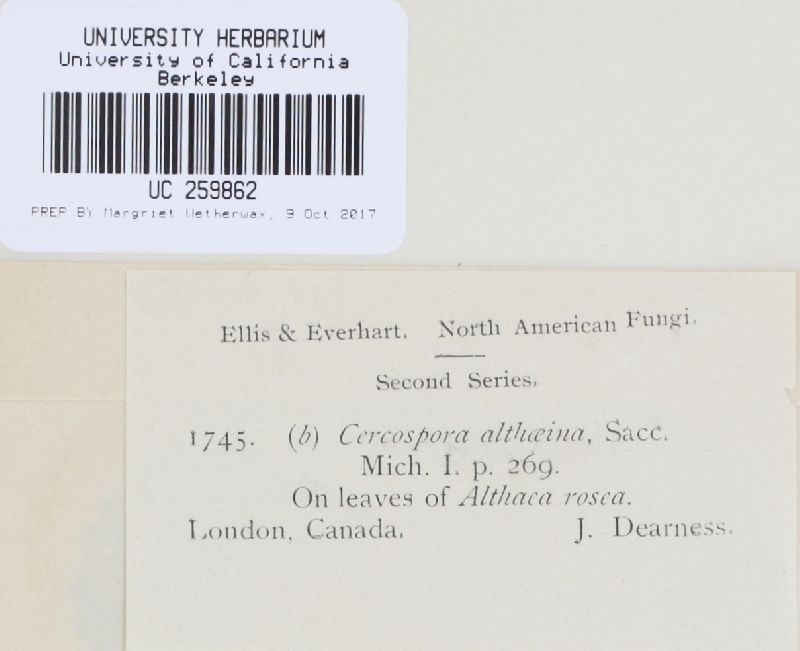 UNIVERSITY HERBARIUM
University of California
Berkeley
UC 259862
PREP BY Margriet Wetherwax, 9 Oct 2017
Ellis & Everhart. North American Fungi.
Second Series.
1745. (b) Cercospora althæina, Sacc.
Mich. I. p. 269.
On leaves of Althaea rosea.
London, Canada. J. Dearness.